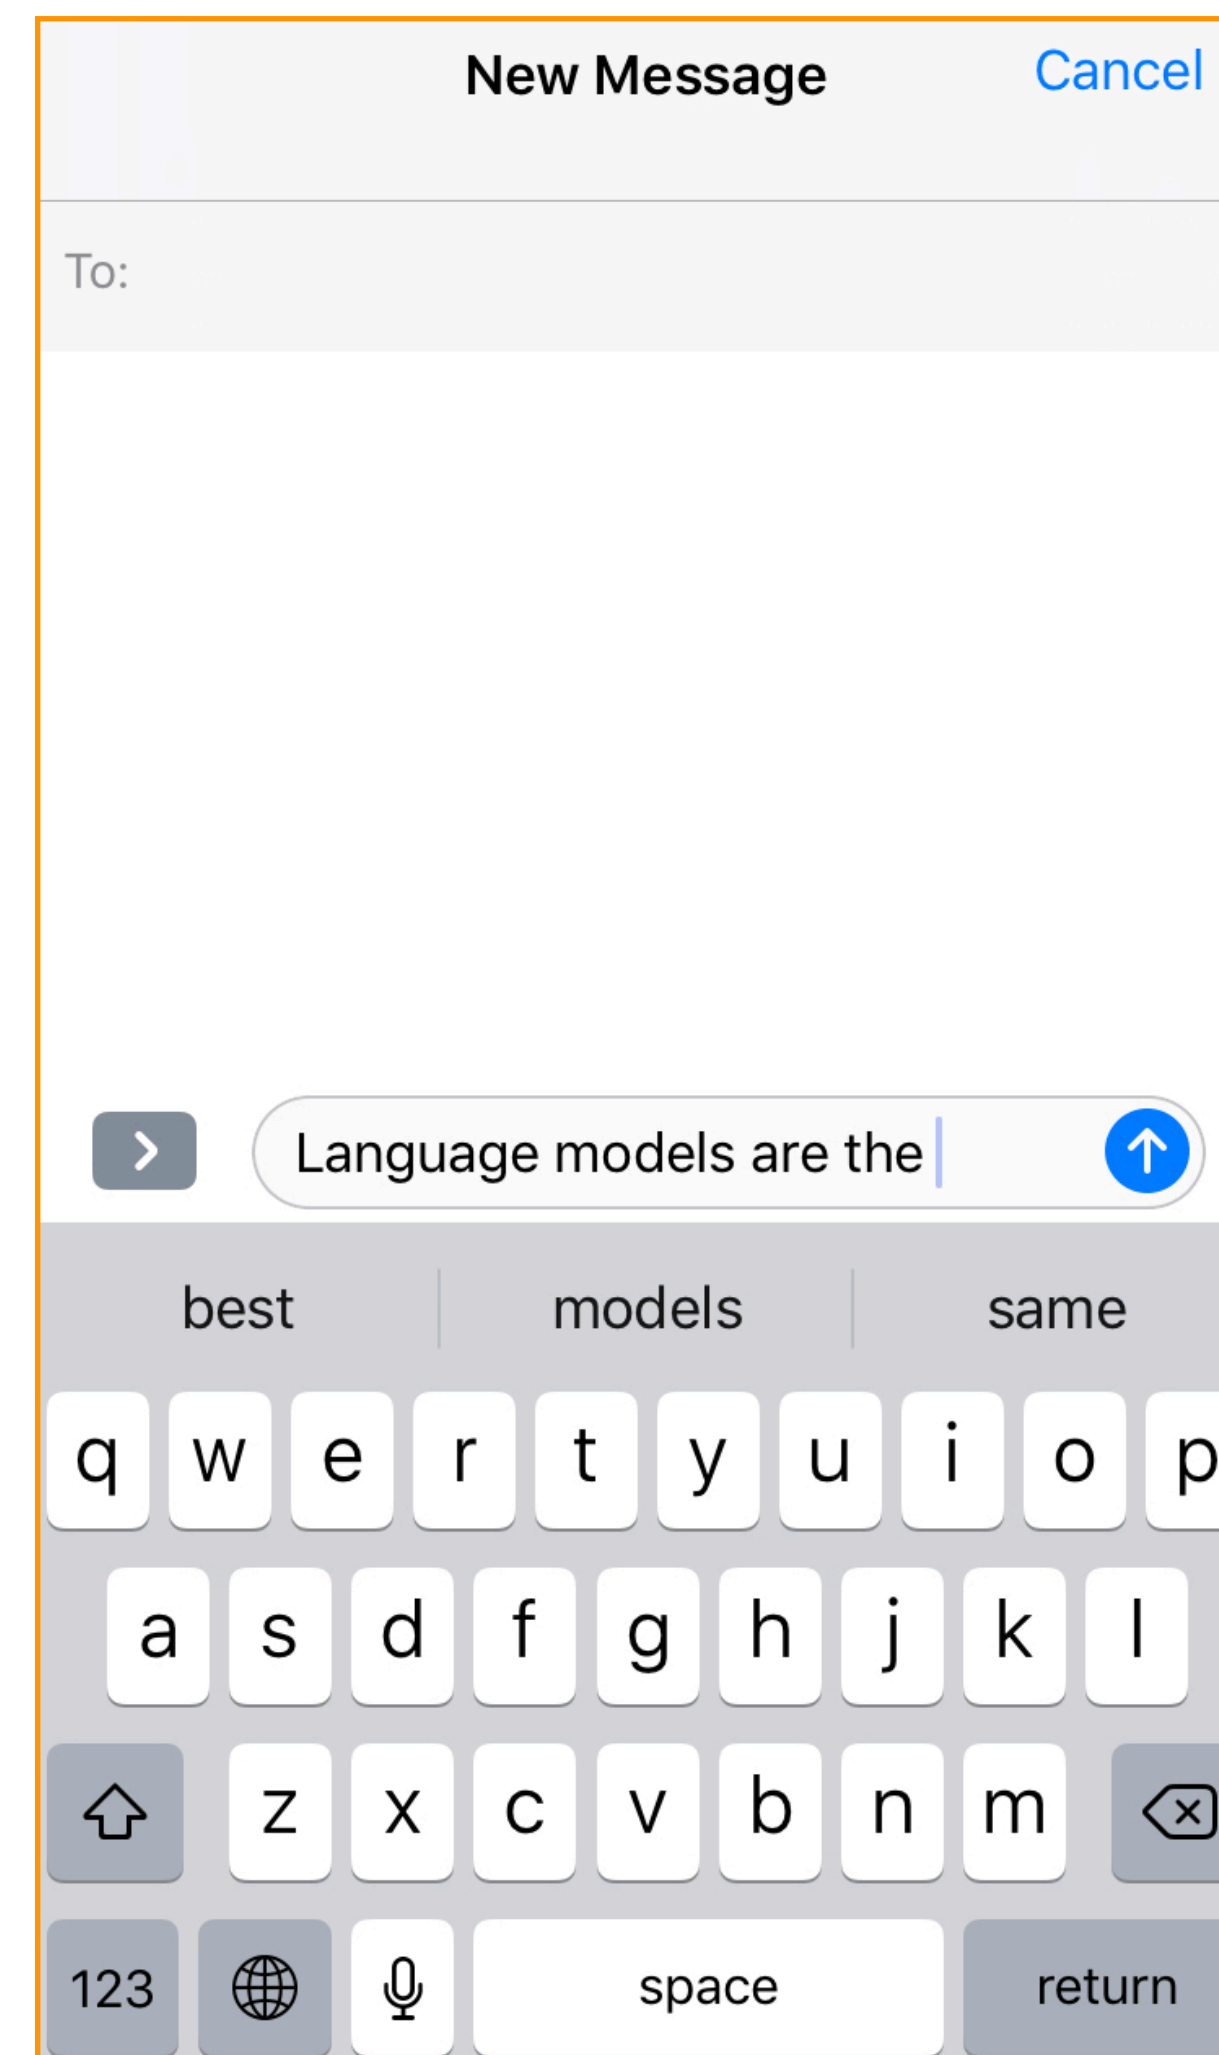 New Message Cancel
To:
Language models are the
best models same
q w e r t y u i o p
a s d f g h j k l
z x c v b n m
123 space return